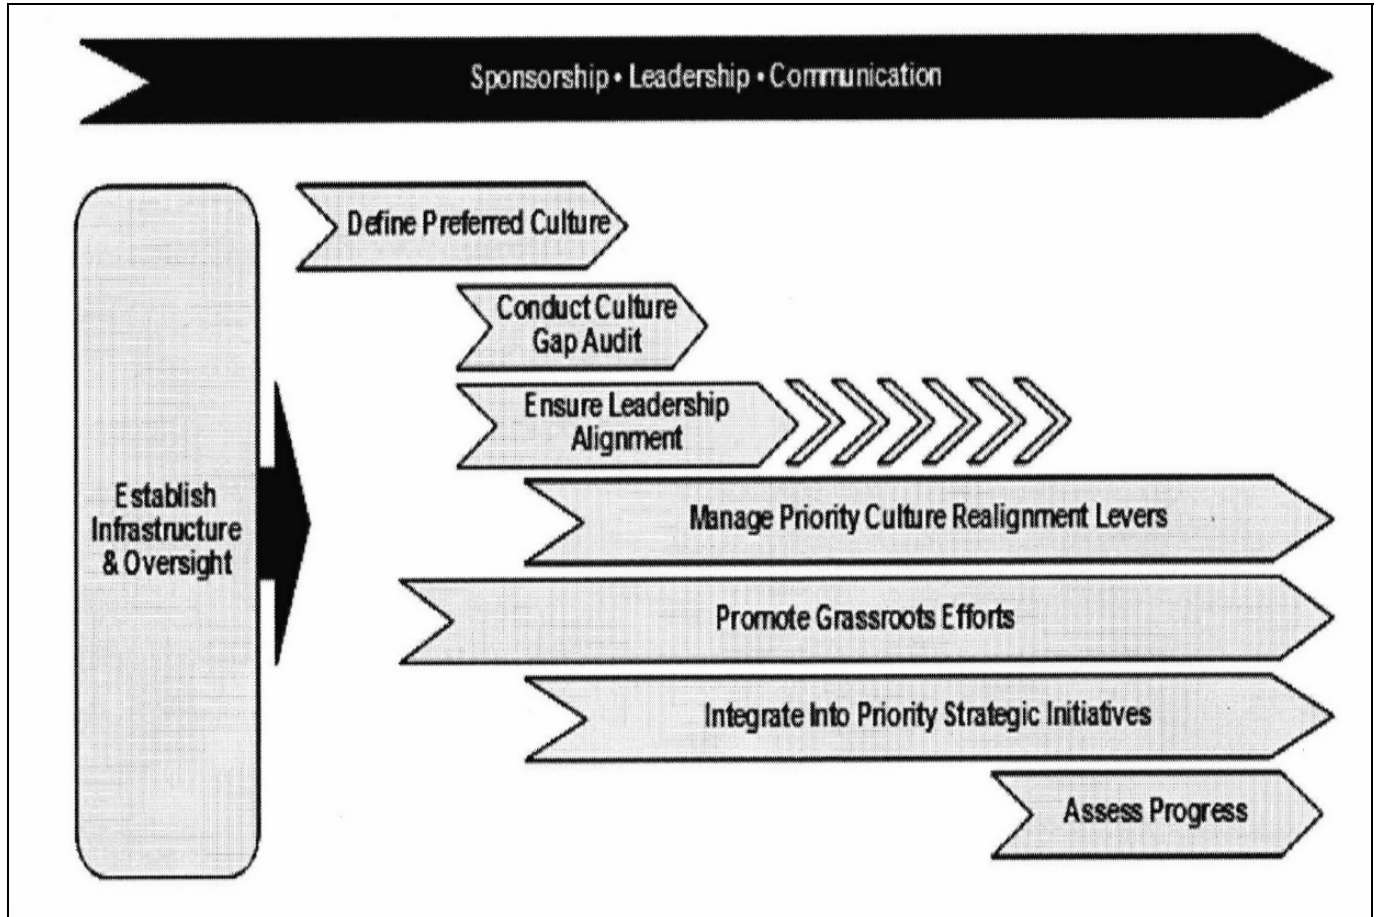 Sponsorship • Leadership • Communication
Define Preferred Culture
Conduct Culture
Gap Audit
Ensure Leadership
Alignment
Establish
Infrastructure
& Oversight
Manage Priority Culture Realignment Levers
Promote Grassroots Efforts
Integrate Into Priority Strategic Initiatives
Assess Progress